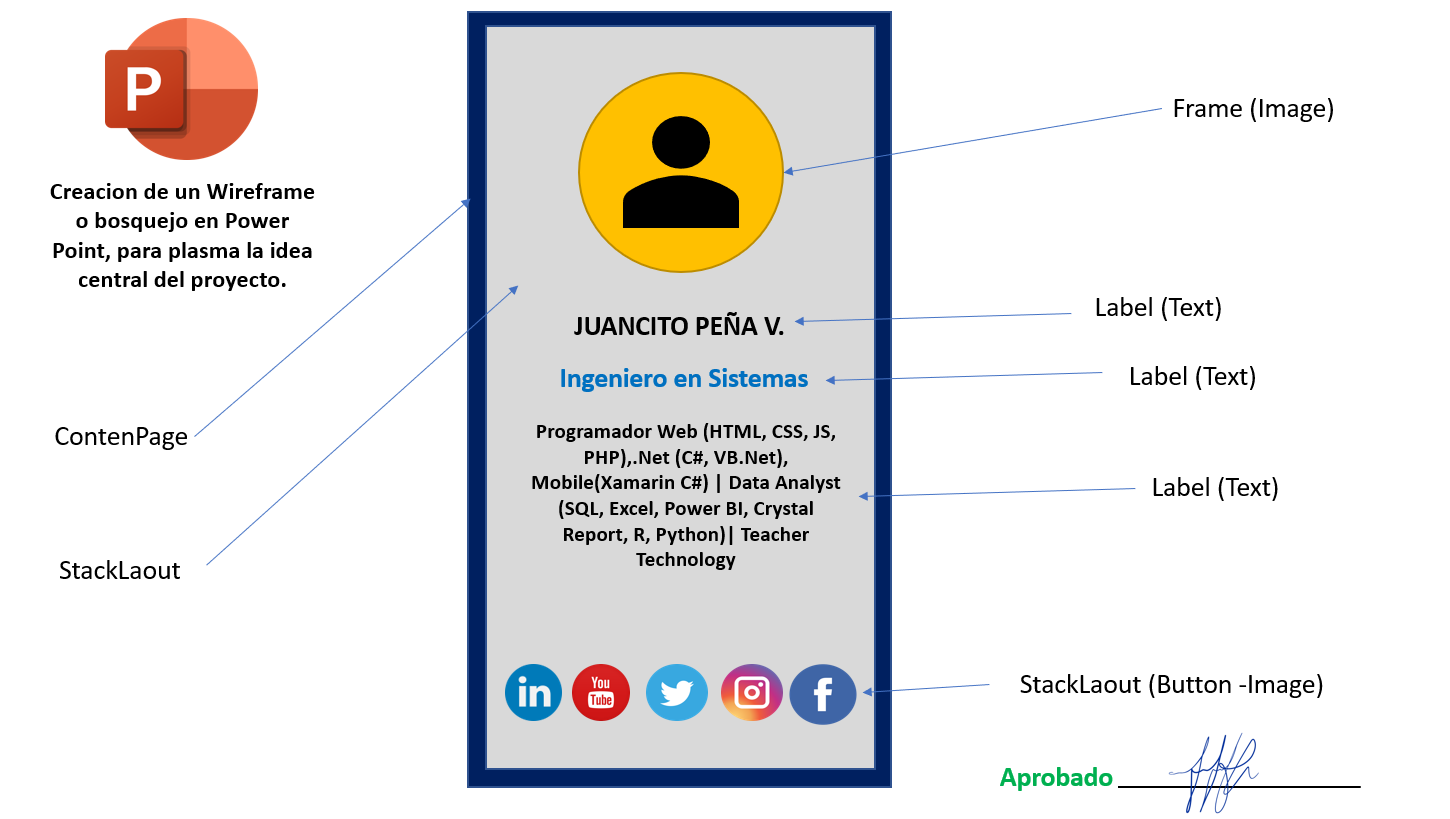 P
Creacion de un Wireframe
o bosquejo en Power
Point, para plasma la idea
central del proyecto.
ContenPage
StackLaout
JUANCITO PEÑA V.
Ingeniero en Sistemas
Programador Web (HTML, CSS, JS,
PHP),.Net (C#, VB.Net),
Mobile(Xamarin C#) | Data Analyst
(SQL, Excel, Power BI, Crystal
Report, R, Python)| Teacher
Technology
in
You
Tube
f
Frame (Image)
Label (Text)
Label (Text)
Label (Text)
StackLaout (Button -Image)
Aprobado